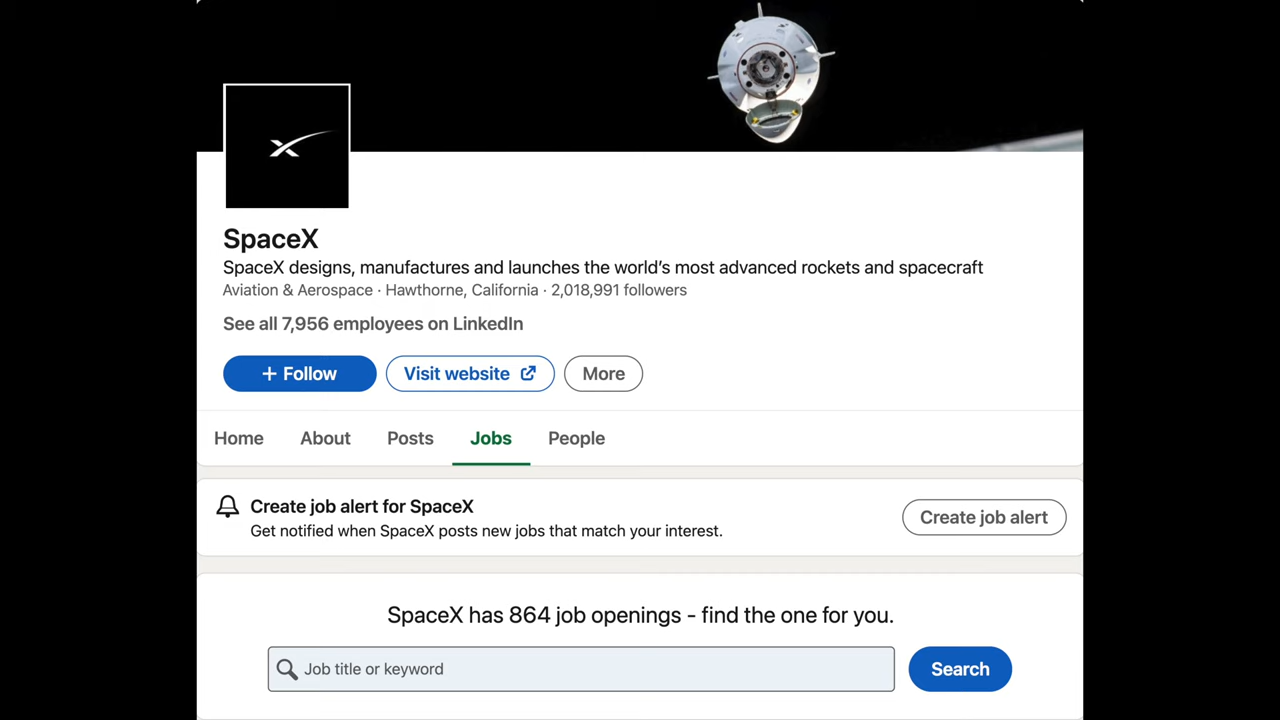 SpaceX
SpaceX designs, manufactures and launches the world's most advanced rockets and spacecraft
Aviation & Aerospace · Hawthorne, California · 2,018,991 followers
See all 7,956 employees on LinkedIn
+ Follow Visit website More
Home About Posts Jobs People
Create job alert for SpaceX
Get notified when SpaceX posts new jobs that match your interest.
Create job alert
SpaceX has 864 job openings - find the one for you.
Job title or keyword Search